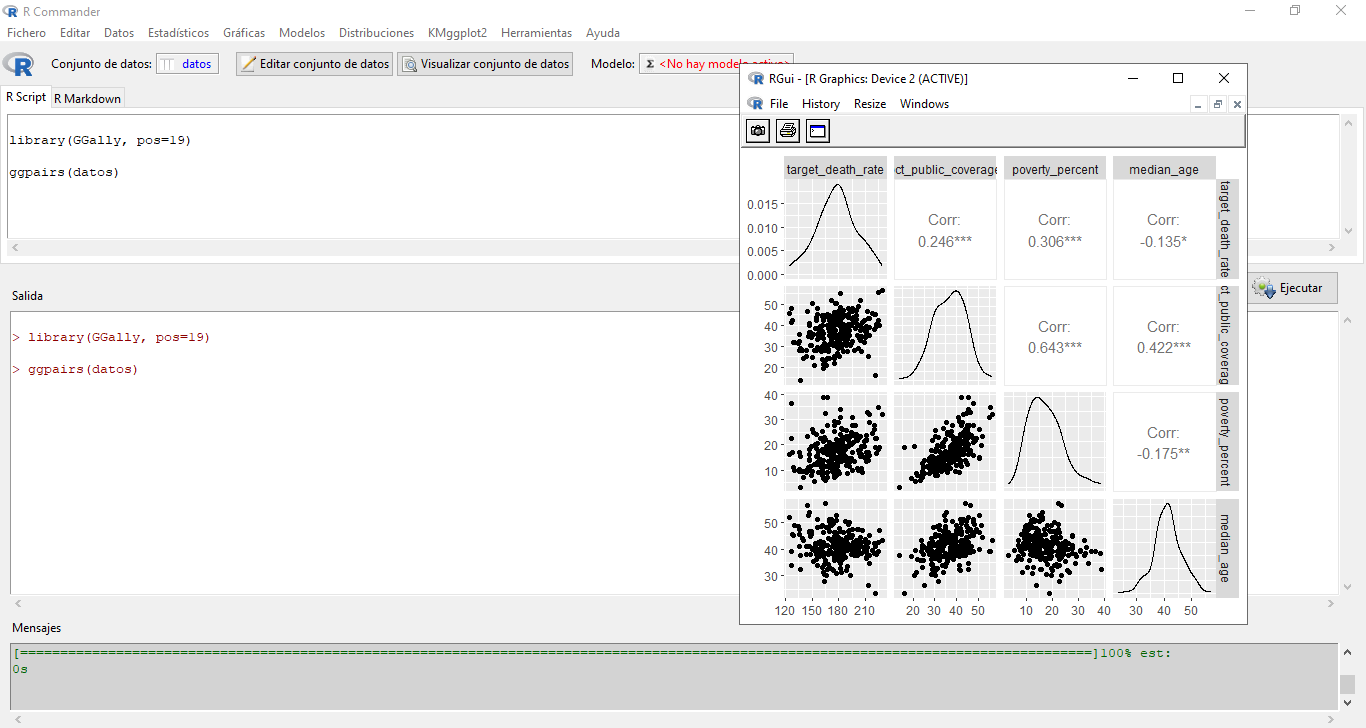 R Commander
Fichero Editar Datos Estadísticos Gráficas Modelos Distribuciones KMggplot2 Herramientas Ayuda
Conjunto de datos: datos Editar conjunto de datos Visualizar conjunto de datos Modelo: Σ <No hay modelo activo>
R Script R Markdown
library(GGally, pos=19)
ggpairs(datos)
Ejecutar
Salida
> library(GGally, pos=19)
> ggpairs(datos)
Mensajes
[=====================================================================================================================================]100% est:
0s
RGui - [R Graphics: Device 2 (ACTIVE)]
File History Resize Windows
target_death_rate ct_public_coverage poverty_percent median_age
0.015
0.010
0.005
0.000
Corr:
0.246***
Corr:
0.306***
Corr:
-0.135*
target_death_rate
50
40
30
20
Corr:
0.643***
Corr:
0.422***
ct_public_coverag
40
30
20
10
Corr:
-0.175**
poverty_percent
50
40
30
median_age
120 150 180 210 20 30 40 50 10 20 30 40 30 40 50